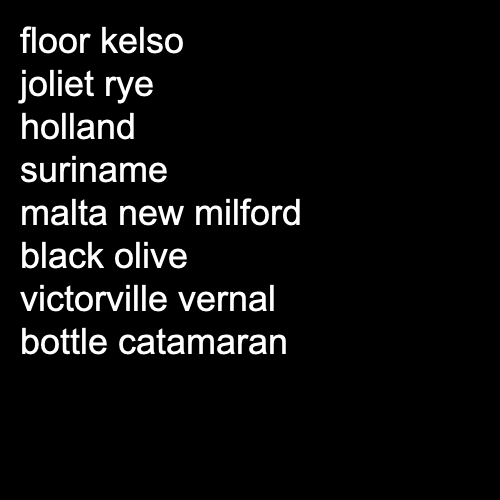 floor kelso
joliet rye
holland
suriname
malta new milford
black olive
victorville vernal
bottle catamaran